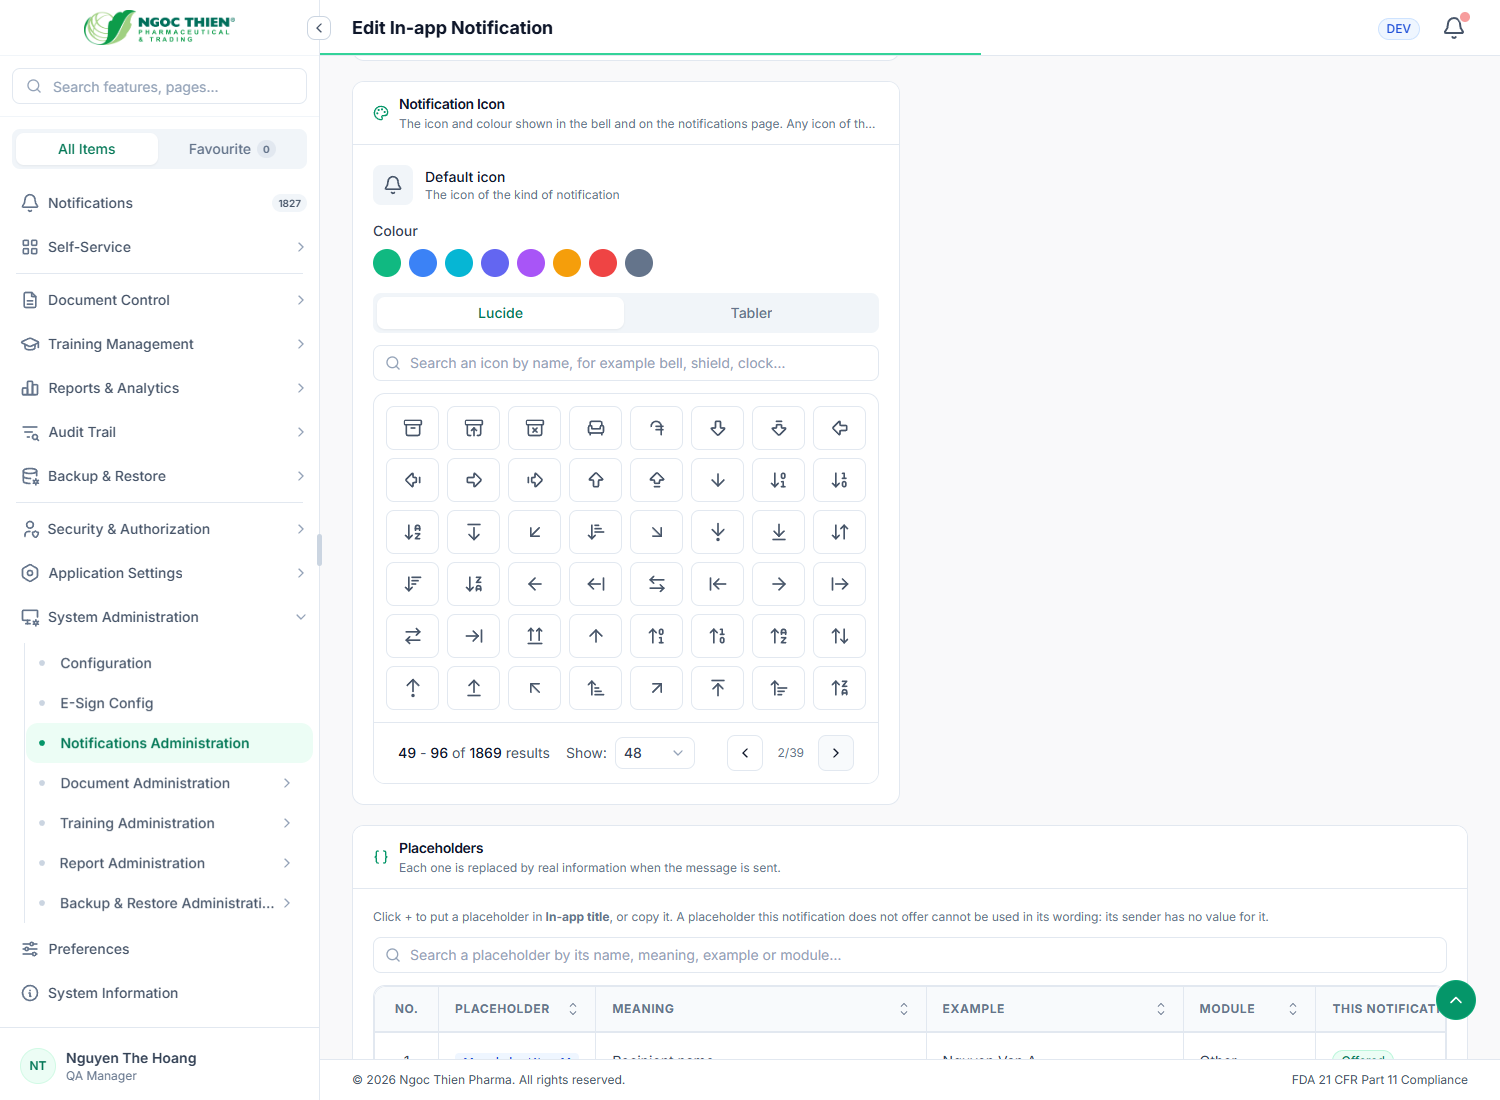 NGOC THIEN®
PHARMACEUTICAL
& TRADING
Edit In-app Notification
DEV
Search features, pages...
All Items
Favourite 0
Notifications 1827
Self-Service
Document Control
Training Management
Reports & Analytics
Audit Trail
Backup & Restore
Security & Authorization
Application Settings
System Administration
Configuration
E-Sign Config
Notifications Administration
Document Administration
Training Administration
Report Administration
Backup & Restore Administrati...
Preferences
System Information
NT
Nguyen The Hoang
QA Manager
Notification Icon
The icon and colour shown in the bell and on the notifications page. Any icon of th...
Default icon
The icon of the kind of notification
Colour
Lucide
Tabler
Search an icon by name, for example bell, shield, clock...
49 - 96 of 1869 results
Show: 48
2/39
Placeholders
Each one is replaced by real information when the message is sent.
Click + to put a placeholder in In-app title, or copy it. A placeholder this notification does not offer cannot be used in its wording: its sender has no value for it.
Search a placeholder by its name, meaning, example or module...
NO. PLACEHOLDER MEANING EXAMPLE MODULE THIS NOTIFICATI
© 2026 Ngoc Thien Pharma. All rights reserved.
FDA 21 CFR Part 11 Compliance